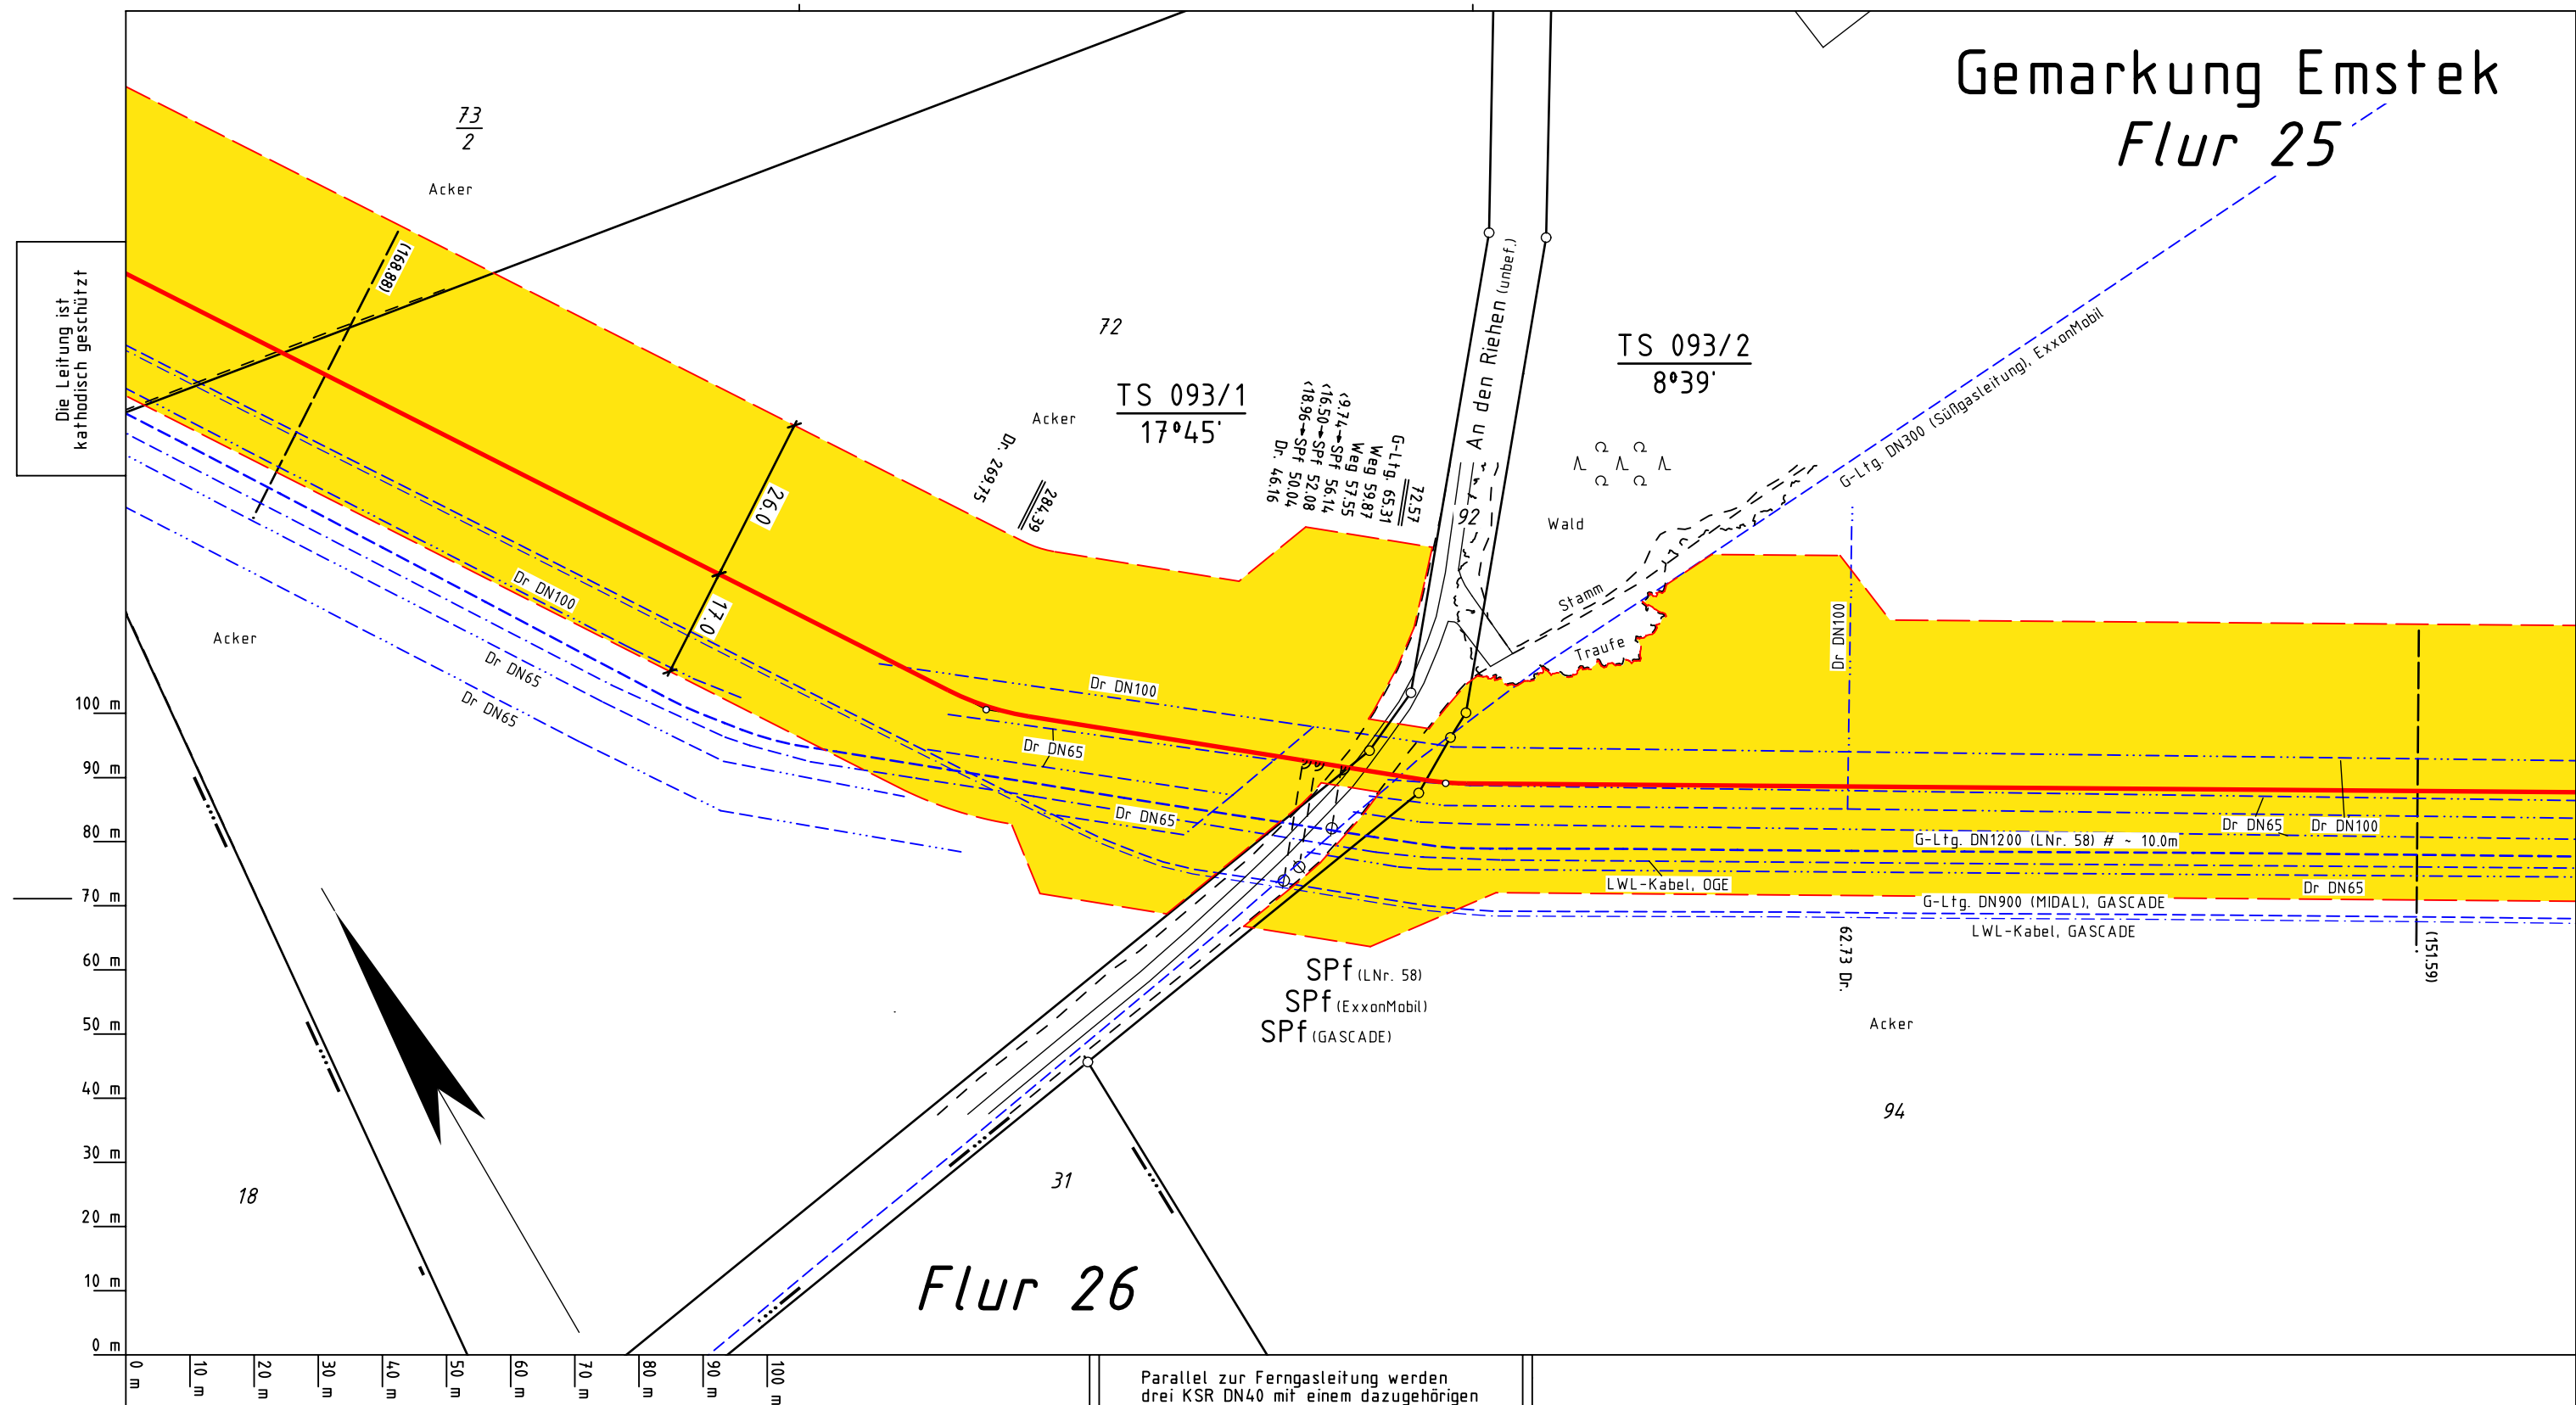 Gemarkung Emstek
Flur 25
73
2
Acker
(168.88)
Die Leitung ist
kathodisch geschützt
72
Acker
TS 093/1
17°45'
Dr. 269.75
284.39
26.0
17.0
72.57
G-Ltg. 65.31
Weg 59.87
Weg 57.55
(9.74→SPf 56.14
(16.50→SPf 52.08
(18.96→SPf 50.04
Dr. 46.16
An den Riehen (unbef.)
92
TS 093/2
8°39'
Wald
G-Ltg. DN300 (Süßgasleitung), ExxonMobil
Stamm
Traufe
Dr DN100
Dr DN100
Acker
Dr DN65
Dr DN65
Dr DN100
Dr DN65
Dr DN65
Dr DN65
Dr DN100
G-Ltg. DN1200 (LNr. 58) # ~ 10.0m
LWL-Kabel, OGE
Dr DN65
G-Ltg. DN900 (MIDAL), GASCADE
LWL-Kabel, GASCADE
62.73 Dr.
(151.59)
SPf (LNr. 58)
SPf (ExxonMobil)
SPf (GASCADE)
Acker
94
31
18
Flur 26
100 m
90 m
80 m
70 m
60 m
50 m
40 m
30 m
20 m
10 m
0 m
0 m
10 m
20 m
30 m
40 m
50 m
60 m
70 m
80 m
90 m
100 m
Parallel zur Ferngasleitung werden
drei KSR DN40 mit einem dazugehörigen